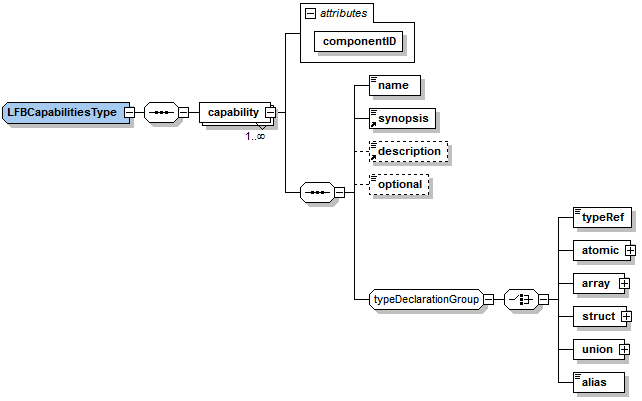 attributes
componentID
LFBCapabilitiesType
capability
1..∞
name
synopsis
description
optional
typeDeclarationGroup
typeRef
atomic
array
struct
union
alias